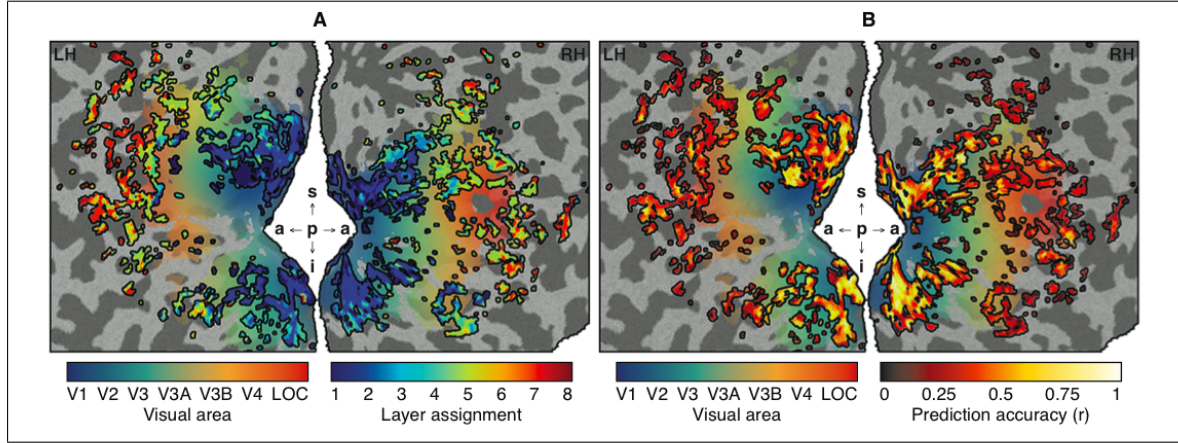 A
B
LH
RH
LH
RH
s
a ← p → a
i
s
a ← p → a
i
V1 V2 V3 V3A V3B V4 LOC
Visual area
1 2 3 4 5 6 7 8
Layer assignment
V1 V2 V3 V3A V3B V4 LOC
Visual area
0 0.25 0.5 0.75 1
Prediction accuracy (r)